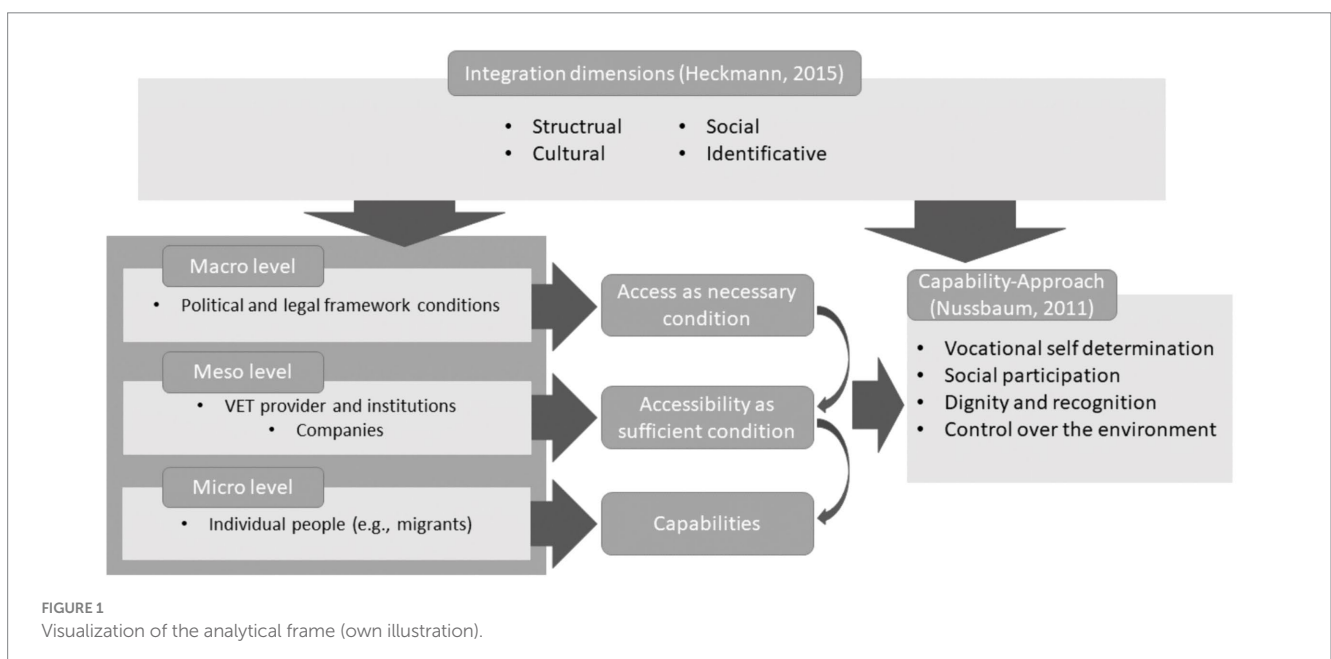 Integration dimensions (Heckmann, 2015)
• Structrual
• Social
• Cultural
• Identificative
Macro level
• Political and legal framework conditions
Access as necessary
condition
Meso level
• VET provider and institutions
• Companies
Accessibility as
sufficient condition
Micro level
• Individual people (e.g., migrants)
Capabilities
Capability-Approach
(Nussbaum, 2011)
• Vocational self determination
• Social participation
• Dignity and recognition
• Control over the environment
FIGURE 1
Visualization of the analytical frame (own illustration).